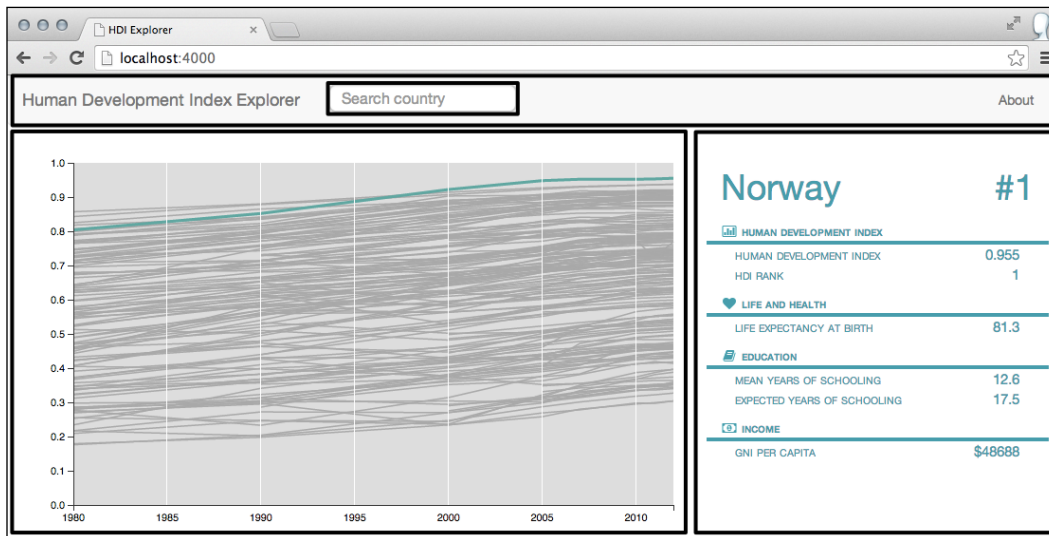 HDI Explorer
localhost:4000
Human Development Index Explorer Search country About
1.0
0.9
0.8
0.7
0.6
0.5
0.4
0.3
0.2
0.1
0.0
1980 1985 1990 1995 2000 2005 2010
Norway #1
HUMAN DEVELOPMENT INDEX
HUMAN DEVELOPMENT INDEX 0.955
HDI RANK 1
LIFE AND HEALTH
LIFE EXPECTANCY AT BIRTH 81.3
EDUCATION
MEAN YEARS OF SCHOOLING 12.6
EXPECTED YEARS OF SCHOOLING 17.5
INCOME
GNI PER CAPITA $48688